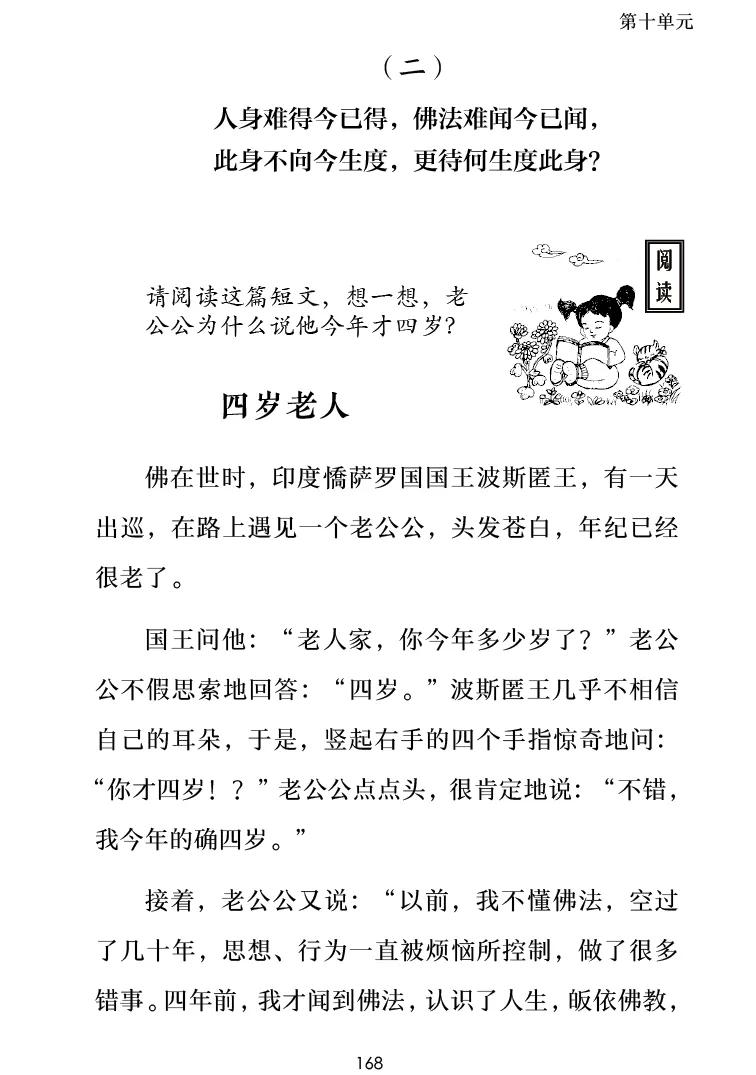 第十单元
（二）
人身难得今已得，佛法难闻今已闻，
此身不向今生度，更待何生度此身？
阅读
请阅读这篇短文，想一想，老
公公为什么说他今年才四岁？
四岁老人
佛在世时，印度憍萨罗国国王波斯匿王，有一天
出巡，在路上遇见一个老公公，头发苍白，年纪已经
很老了。
国王问他：“老人家，你今年多少岁了？”老公
公不假思索地回答：“四岁。”波斯匿王几乎不相信
自己的耳朵，于是，竖起右手的四个手指惊奇地问：
“你才四岁！？”老公公点点头，很肯定地说：“不错，
我今年的确四岁。”
接着，老公公又说：“以前，我不懂佛法，空过
了几十年，思想、行为一直被烦恼所控制，做了很多
错事。四年前，我才闻到佛法，认识了人生，皈依佛教，
168